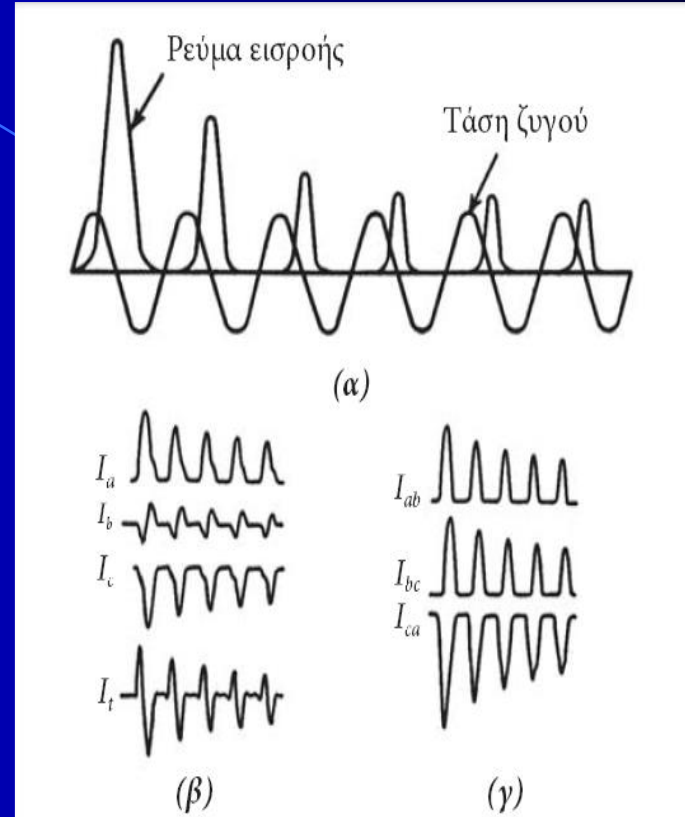 Ρεύμα εισροής
Τάση ζυγού
(α)
I_a
I_b
I_c
I_t
(β)
I_ab
I_bc
I_ca
(γ)